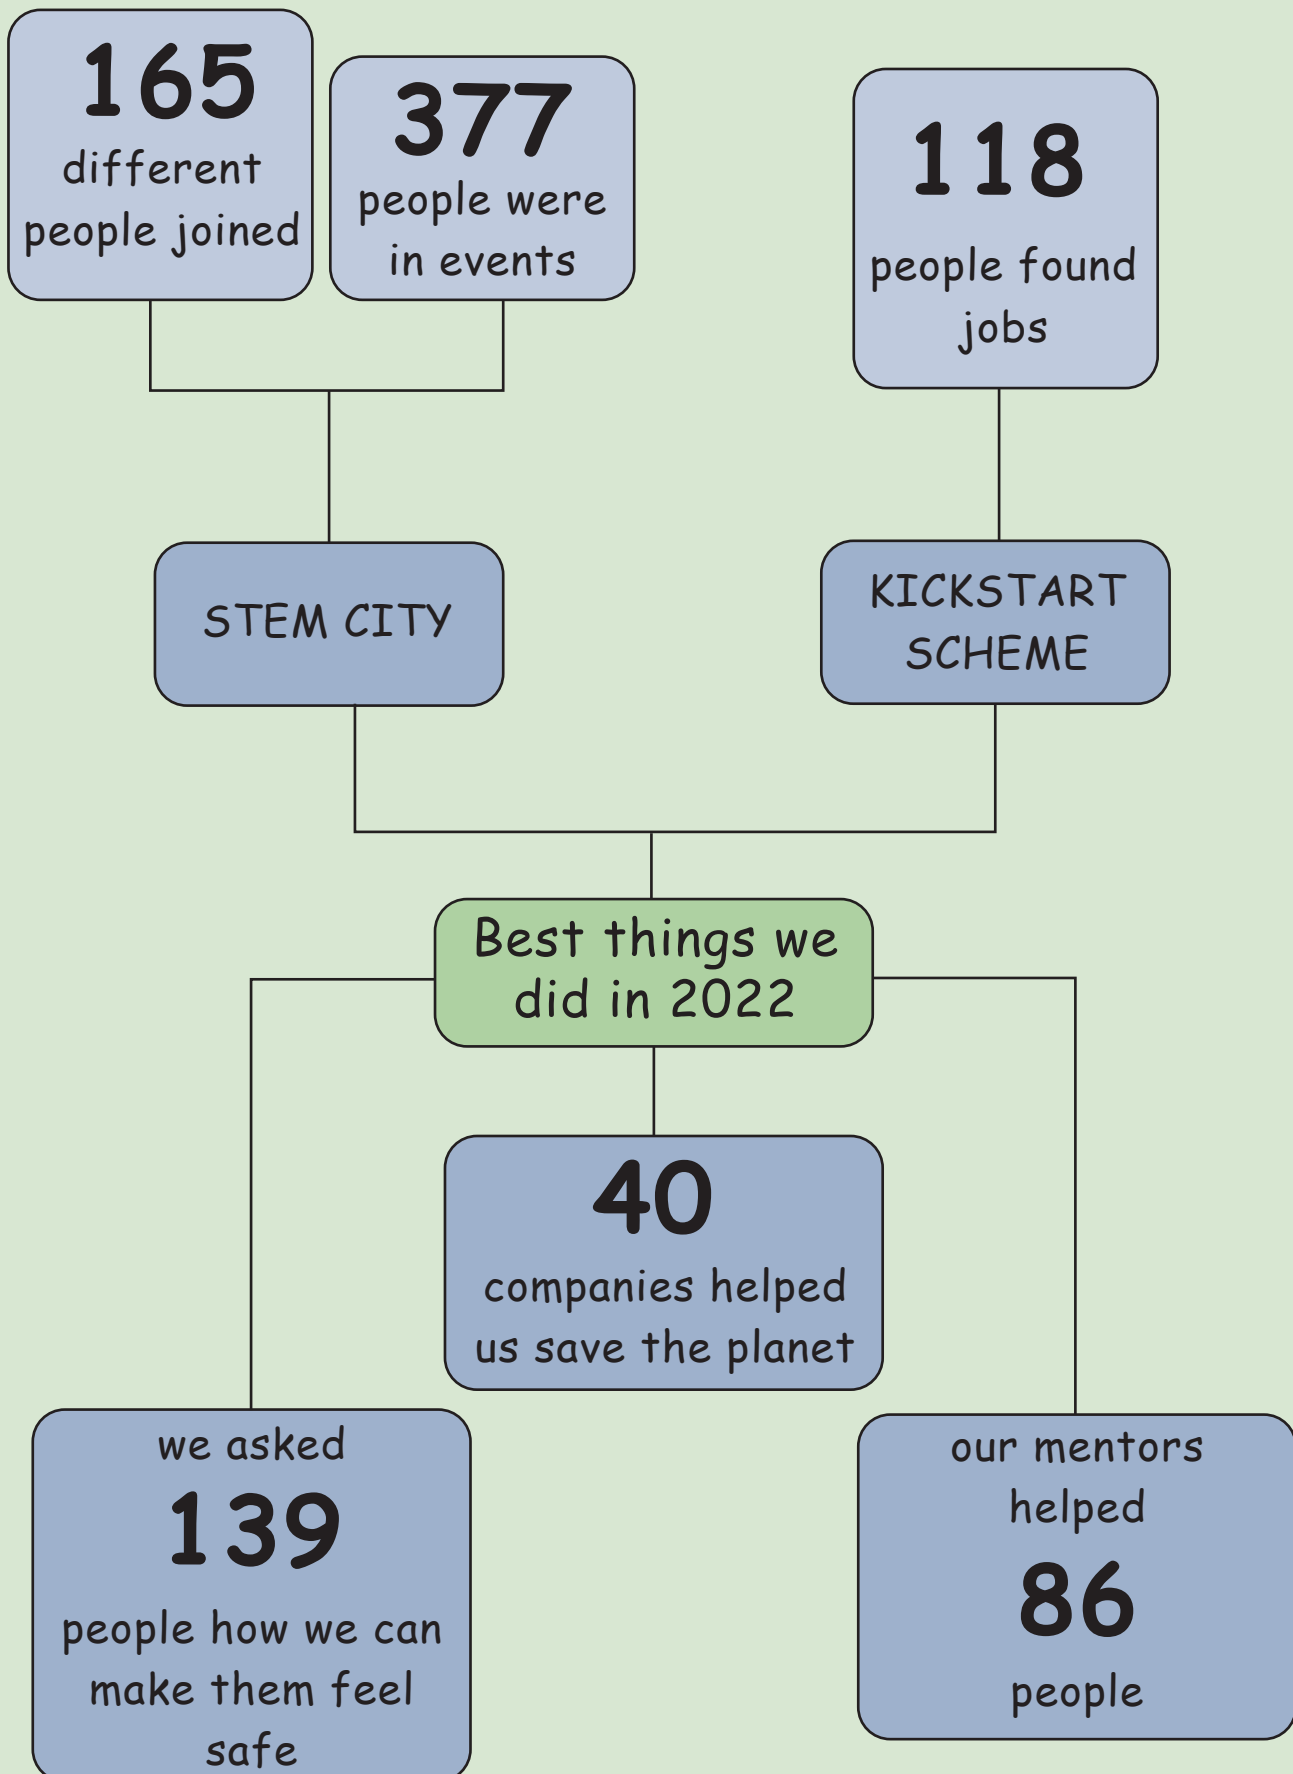 165
different
people joined
377
people were
in events
118
people found
jobs
STEM CITY
KICKSTART
SCHEME
Best things we
did in 2022
40
companies helped
us save the planet
we asked
139
people how we can
make them feel
safe
our mentors
helped
86
people